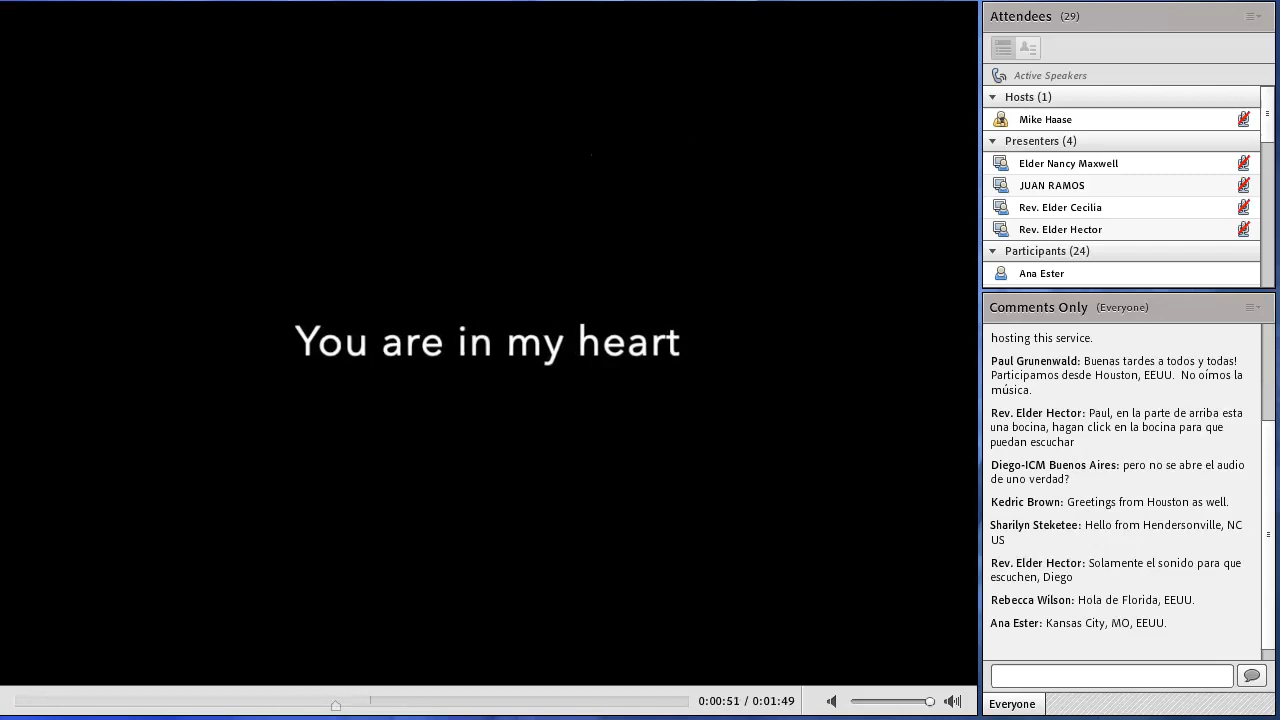 You are in my heart
0:00:51 / 0:01:49
Attendees (29)
Active Speakers
Hosts (1)
Mike Haase
Presenters (4)
Elder Nancy Maxwell
JUAN RAMOS
Rev. Elder Cecilia
Rev. Elder Hector
Participants (24)
Ana Ester
Comments Only (Everyone)
hosting this service.
Paul Grunenwald: Buenas tardes a todos y todas!
Participamos desde Houston, EEUU. No oímos la
música.
Rev. Elder Hector: Paul, en la parte de arriba esta
una bocina, hagan click en la bocina para que
puedan escuchar
Diego-ICM Buenos Aires: pero no se abre el audio
de uno verdad?
Kedric Brown: Greetings from Houston as well.
Sharilyn Steketee: Hello from Hendersonville, NC
US
Rev. Elder Hector: Solamente el sonido para que
escuchen, Diego
Rebecca Wilson: Hola de Florida, EEUU.
Ana Ester: Kansas City, MO, EEUU.
Everyone